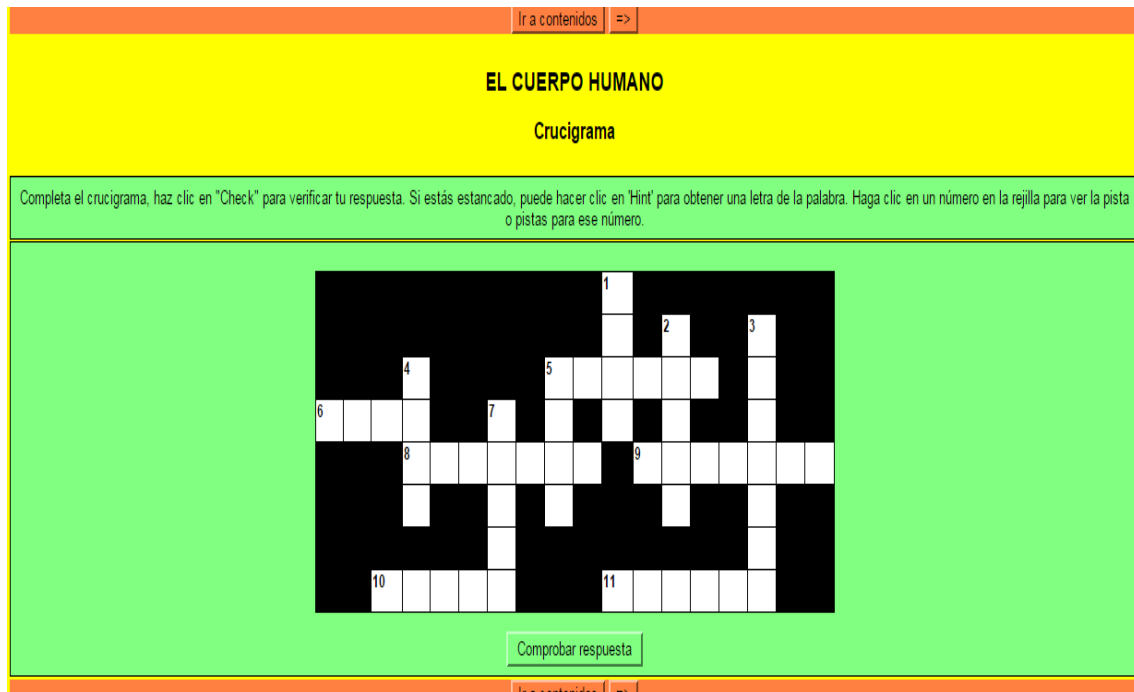 Ir a contenidos =>
EL CUERPO HUMANO
Crucigrama
Completa el crucigrama, haz clic en "Check" para verificar tu respuesta. Si estás estancado, puede hacer clic en 'Hint' para obtener una letra de la palabra. Haga clic en un número en la rejilla para ver la pista
o pistas para ese número.
1
2 3
4 5
6 7
8 9
10 11
Comprobar respuesta
Ir a contenidos =>